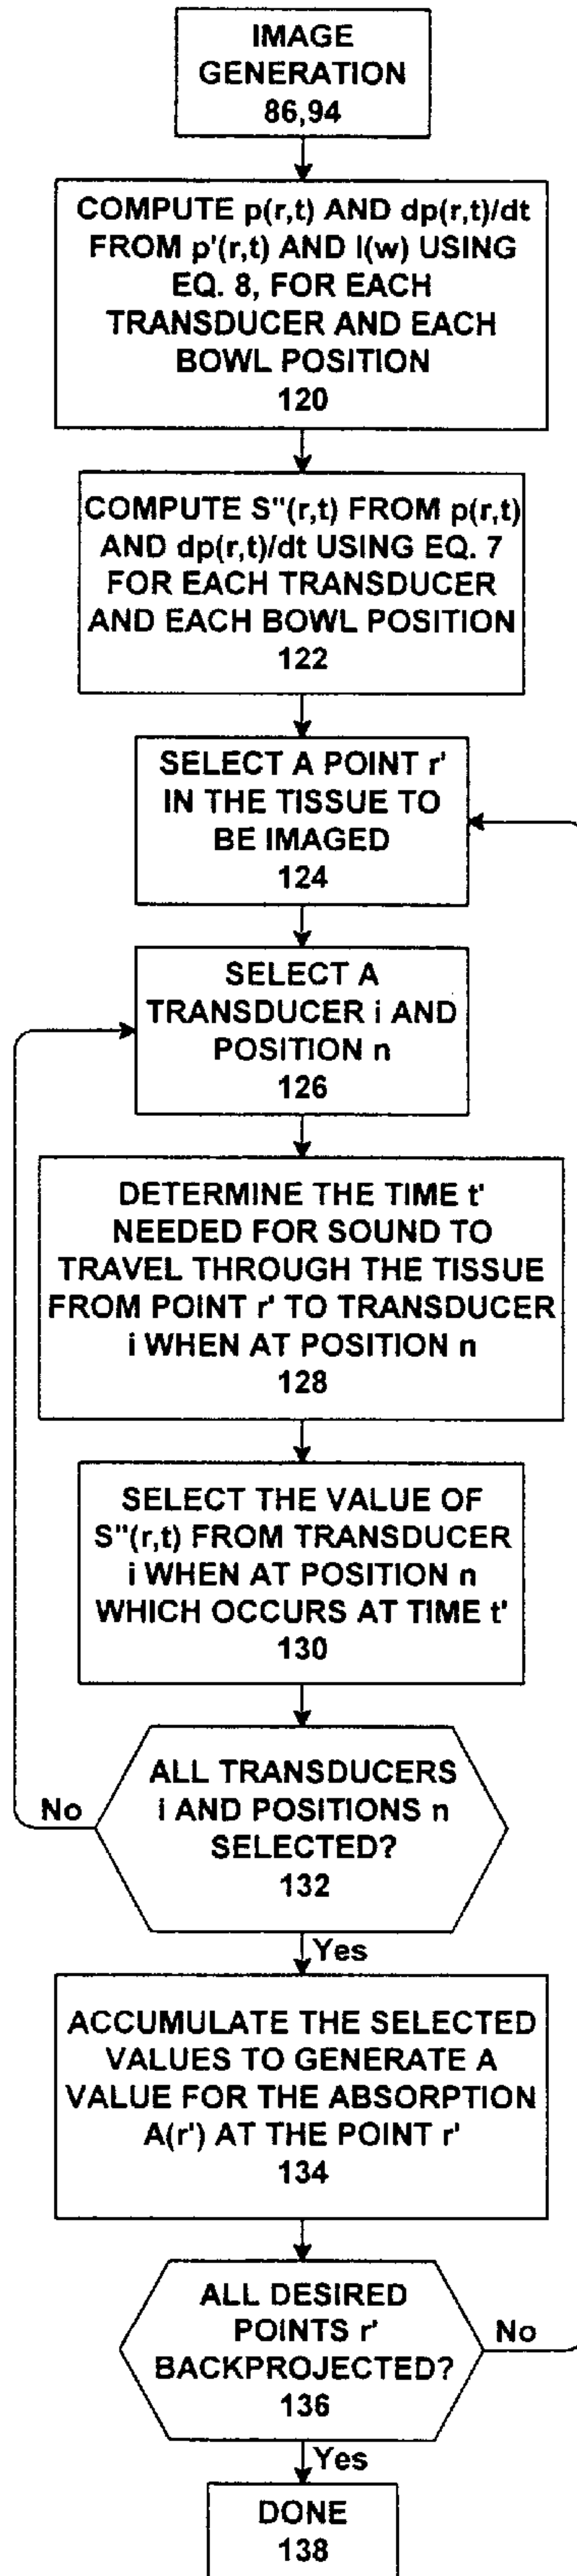 IMAGE
GENERATION
86,94
COMPUTE p(r,t) AND dp(r,t)/dt
FROM p'(r,t) AND I(w) USING
EQ. 8, FOR EACH
TRANSDUCER AND EACH
BOWL POSITION
120
COMPUTE S"(r,t) FROM p(r,t)
AND dp(r,t)/dt USING EQ. 7
FOR EACH TRANSDUCER
AND EACH BOWL POSITION
122
SELECT A POINT r'
IN THE TISSUE TO
BE IMAGED
124
SELECT A
TRANSDUCER i AND
POSITION n
126
DETERMINE THE TIME t'
NEEDED FOR SOUND TO
TRAVEL THROUGH THE TISSUE
FROM POINT r' TO TRANSDUCER
i WHEN AT POSITION n
128
SELECT THE VALUE OF
S"(r,t) FROM TRANSDUCER
i WHEN AT POSITION n
WHICH OCCURS AT TIME t'
130
ALL TRANSDUCERS
i AND POSITIONS n
SELECTED?
132
No
Yes
ACCUMULATE THE SELECTED
VALUES TO GENERATE A
VALUE FOR THE ABSORPTION
A(r') AT THE POINT r'
134
ALL DESIRED
POINTS r'
BACKPROJECTED?
136
No
Yes
DONE
138